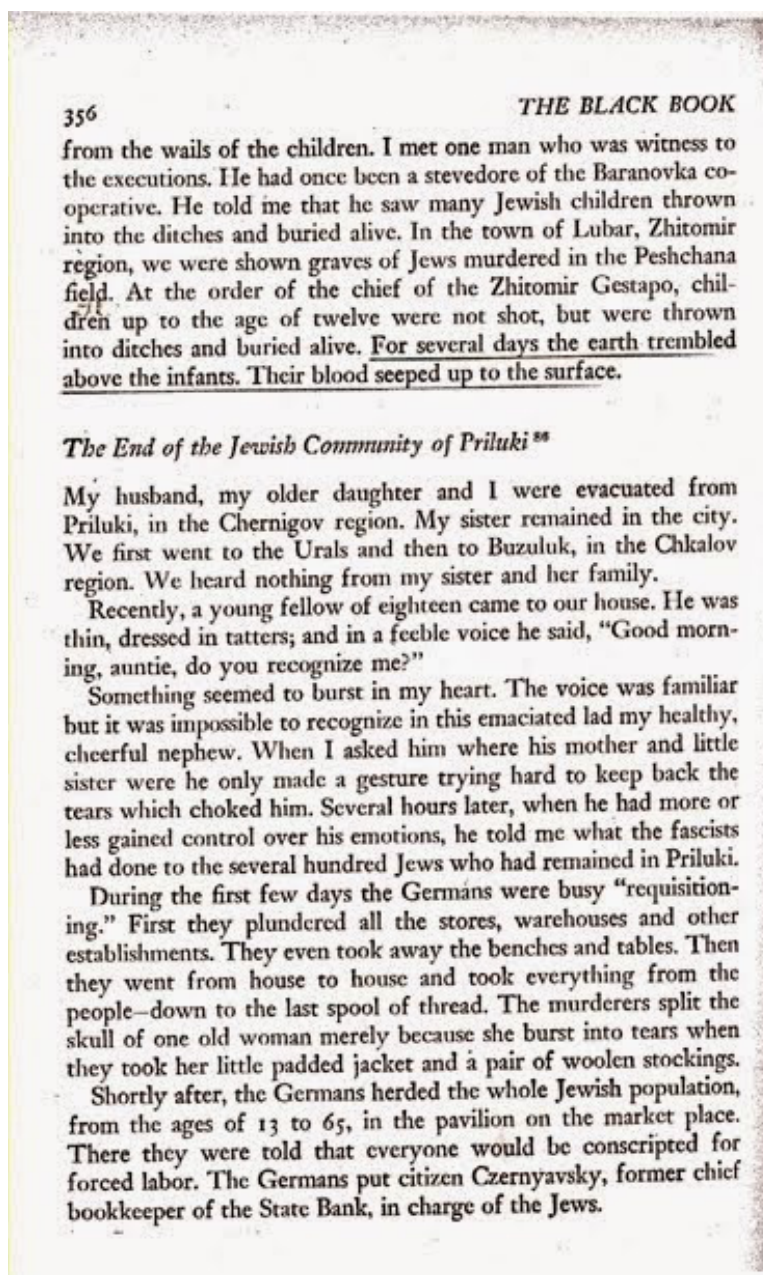 356 THE BLACK BOOK
from the wails of the children. I met one man who was witness to
the executions. He had once been a stevedore of the Baranovka co-
operative. He told me that he saw many Jewish children thrown
into the ditches and buried alive. In the town of Lubar, Zhitomir
region, we were shown graves of Jews murdered in the Peshchana
field. At the order of the chief of the Zhitomir Gestapo, chil-
dren up to the age of twelve were not shot, but were thrown
into ditches and buried alive. For several days the earth trembled
above the infants. Their blood seeped up to the surface.
The End of the Jewish Community of Priluki
My husband, my older daughter and I were evacuated from
Priluki, in the Chernigov region. My sister remained in the city.
We first went to the Urals and then to Buzuluk, in the Chkalov
region. We heard nothing from my sister and her family.
Recently, a young fellow of eighteen came to our house. He was
thin, dressed in tatters; and in a feeble voice he said, “Good morn-
ing, auntie, do you recognize me?”
Something seemed to burst in my heart. The voice was familiar
but it was impossible to recognize in this emaciated lad my healthy,
cheerful nephew. When I asked him where his mother and little
sister were he only made a gesture trying hard to keep back the
tears which choked him. Several hours later, when he had more or
less gained control over his emotions, he told me what the fascists
had done to the several hundred Jews who had remained in Priluki.
During the first few days the Germans were busy “requisition-
ing.” First they plundered all the stores, warehouses and other
establishments. They even took away the benches and tables. Then
they went from house to house and took everything from the
people—down to the last spool of thread. The murderers split the
skull of one old woman merely because she burst into tears when
they took her little padded jacket and a pair of woolen stockings.
Shortly after, the Germans herded the whole Jewish population,
from the ages of 13 to 65, in the pavilion on the market place.
There they were told that everyone would be conscripted for
forced labor. The Germans put citizen Czernyavsky, former chief
bookkeeper of the State Bank, in charge of the Jews.